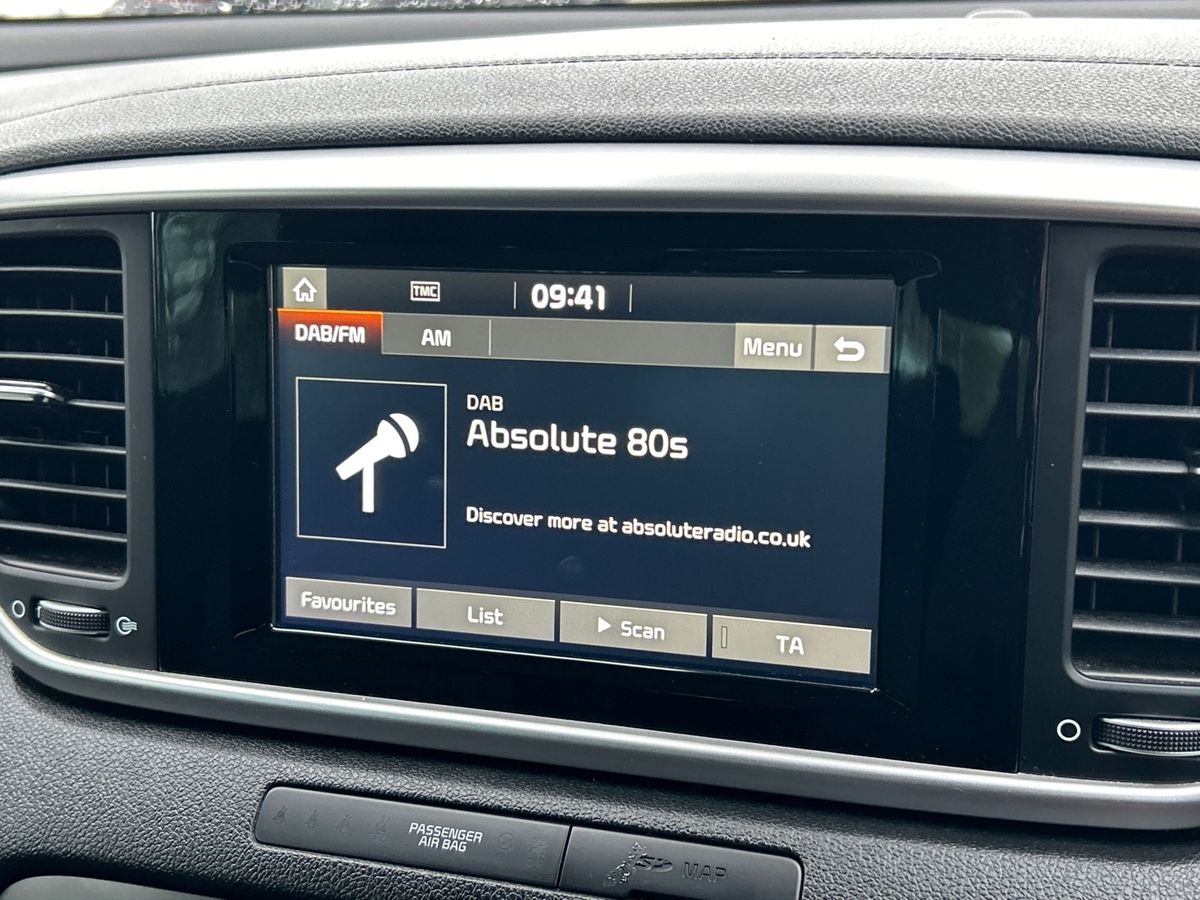 TMC
09:41
DAB/FM
AM
Menu
DAB
Absolute 80s
Discover more at absoluteradio.co.uk
Favourites
List
Scan
TA
PASSENGER
AIR BAG
SD MAP